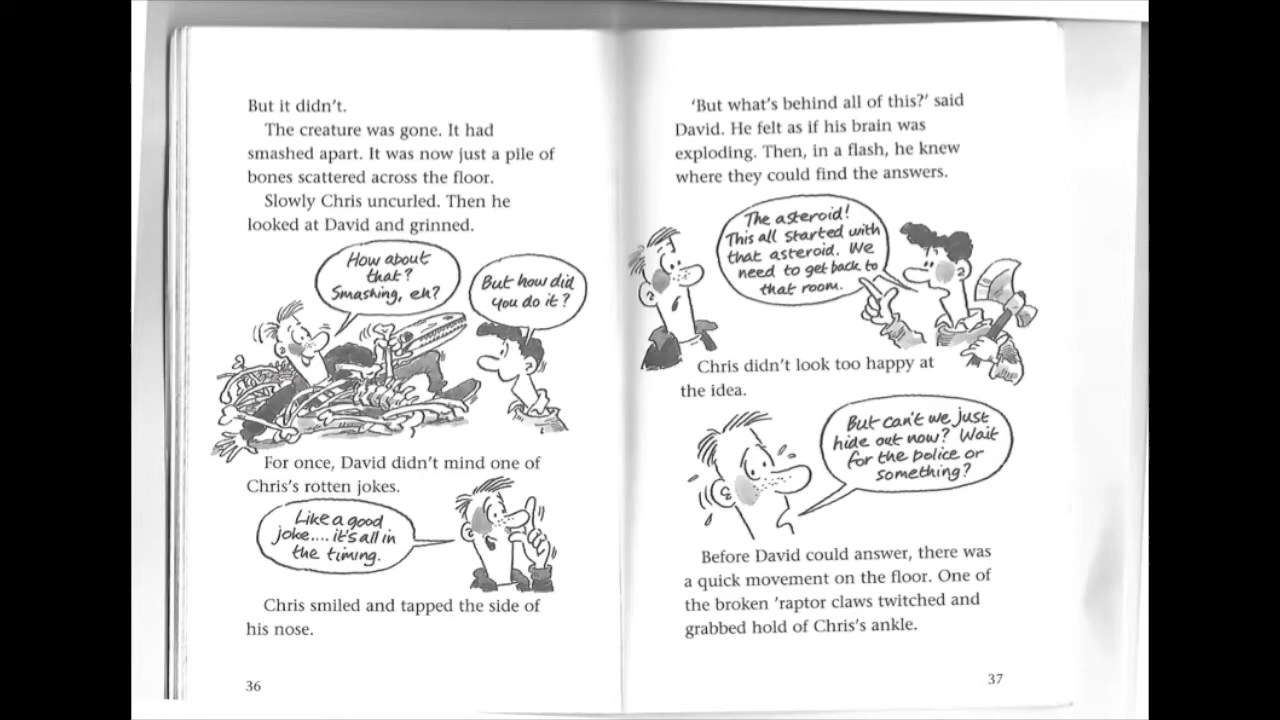 But it didn't.
The creature was gone. It had
smashed apart. It was now just a pile of
bones scattered across the floor.
Slowly Chris uncurled. Then he
looked at David and grinned.
How about
that?
Smashing, eh?
But how did
you do it?
For once, David didn't mind one of
Chris's rotten jokes.
Like a good
joke.... it's all in
the timing.
Chris smiled and tapped the side of
his nose.
36
'But what's behind all of this?' said
David. He felt as if his brain was
exploding. Then, in a flash, he knew
where they could find the answers.
The asteroid!
This all started with
that asteroid. We
need to get back to
that room.
Chris didn't look too happy at
the idea.
But can't we just
hide out now? Wait
for the police or
something?
Before David could answer, there was
a quick movement on the floor. One of
the broken 'raptor claws twitched and
grabbed hold of Chris's ankle.
37